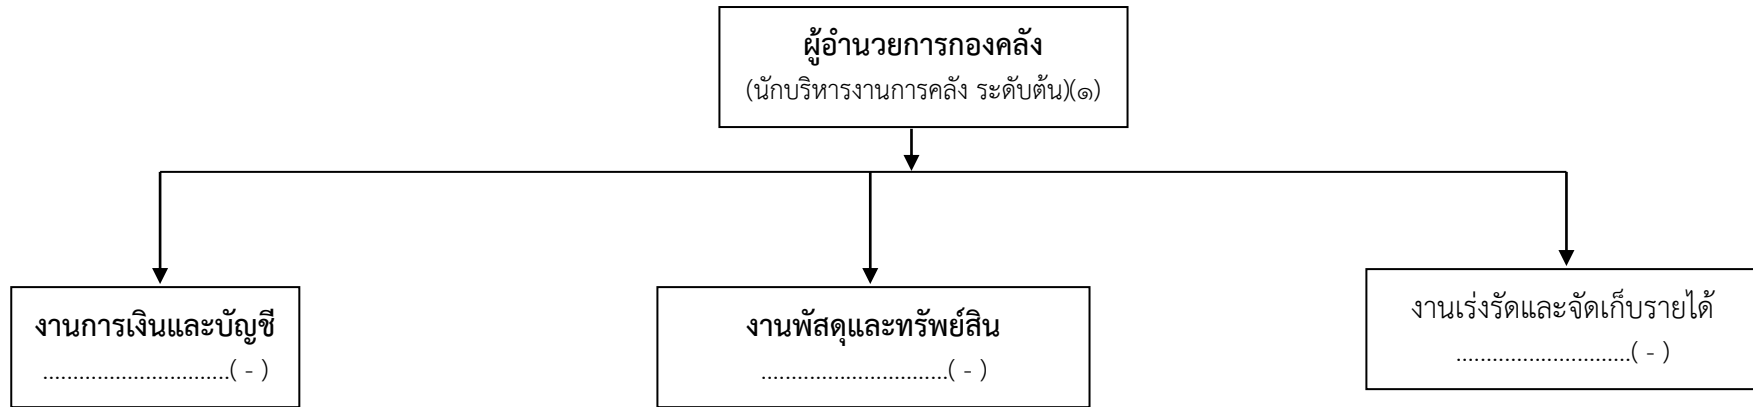 ผู้อำนวยการกองคลัง
(นักบริหารงานการคลัง ระดับต้น)(๑)
งานการเงินและบัญชี
..............................( - )
งานพัสดุและทรัพย์สิน
..............................( - )
งานเร่งรัดและจัดเก็บรายได้
.............................( - )